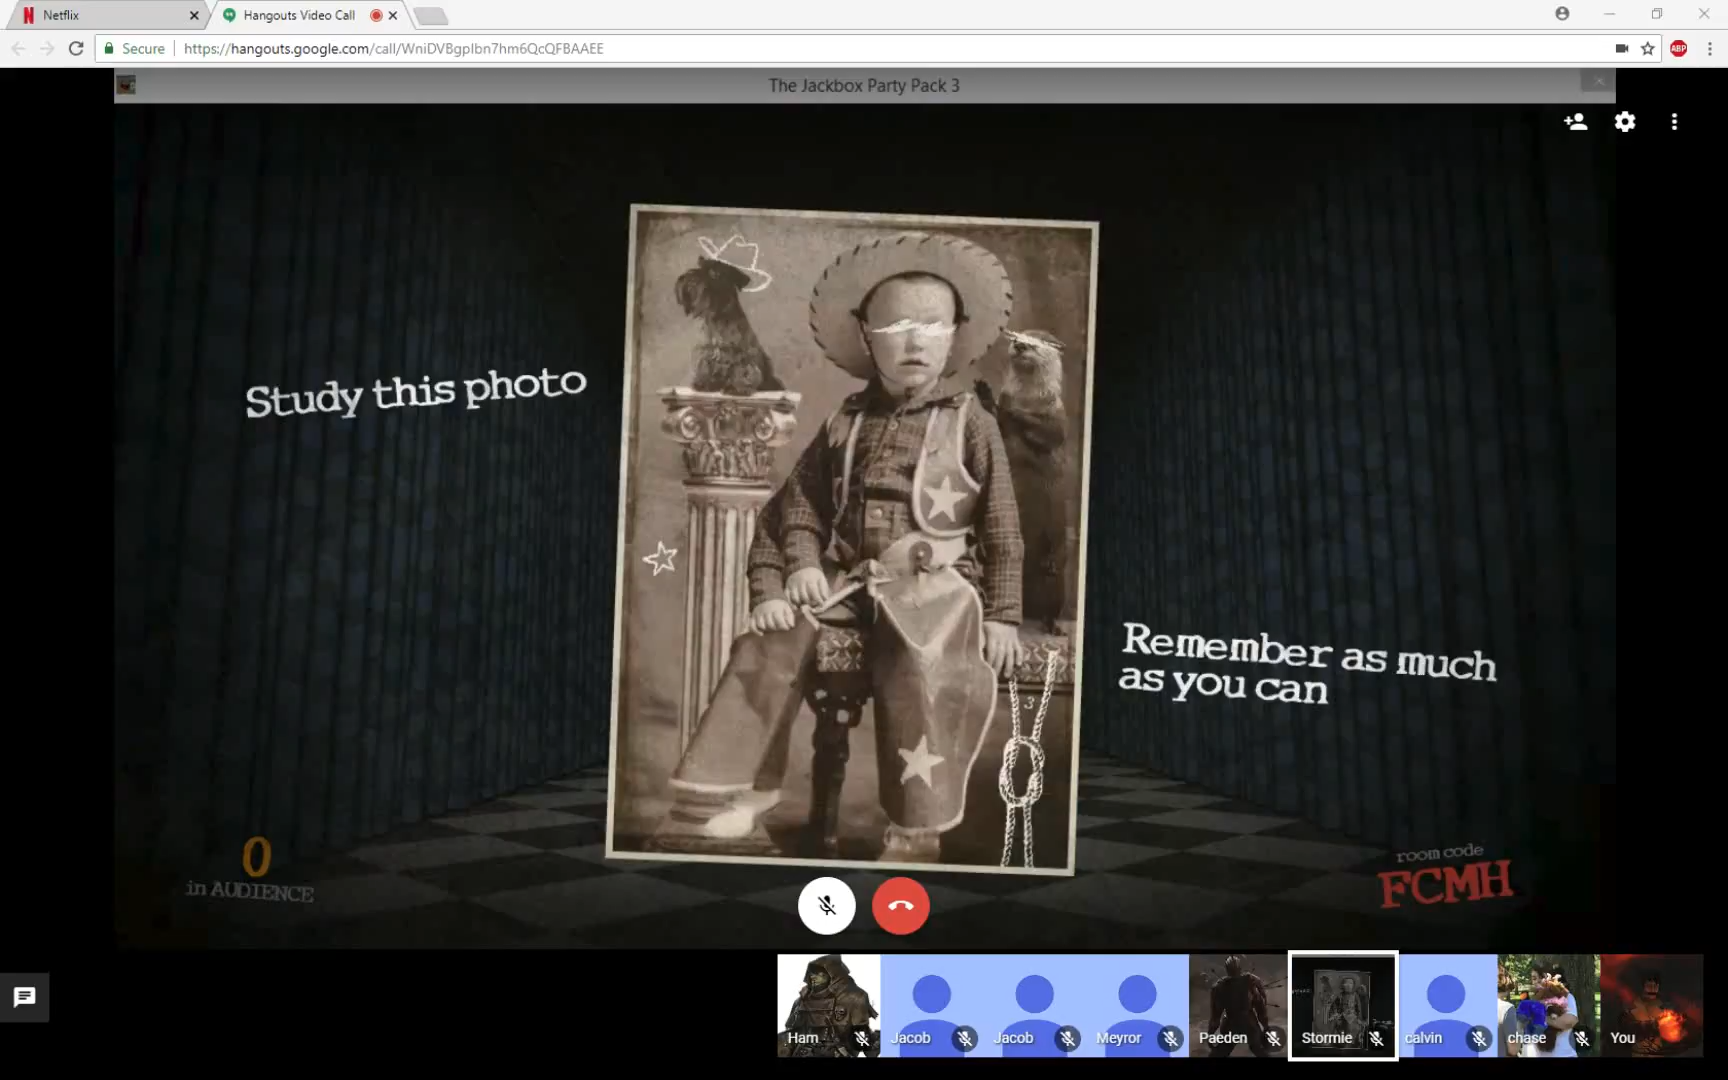 Netflix
Hangouts Video Call
Secure
https://hangouts.google.com/call/WniDVBgplbn7hm6QcQFBAAEE
ABP
The Jackbox Party Pack 3
Study this photo
Remember as much
as you can
3
0
in AUDIENCE
room code
FCMH
Ham
Jacob
Jacob
Meyror
Paeden
Stormie
calvin
chase
You